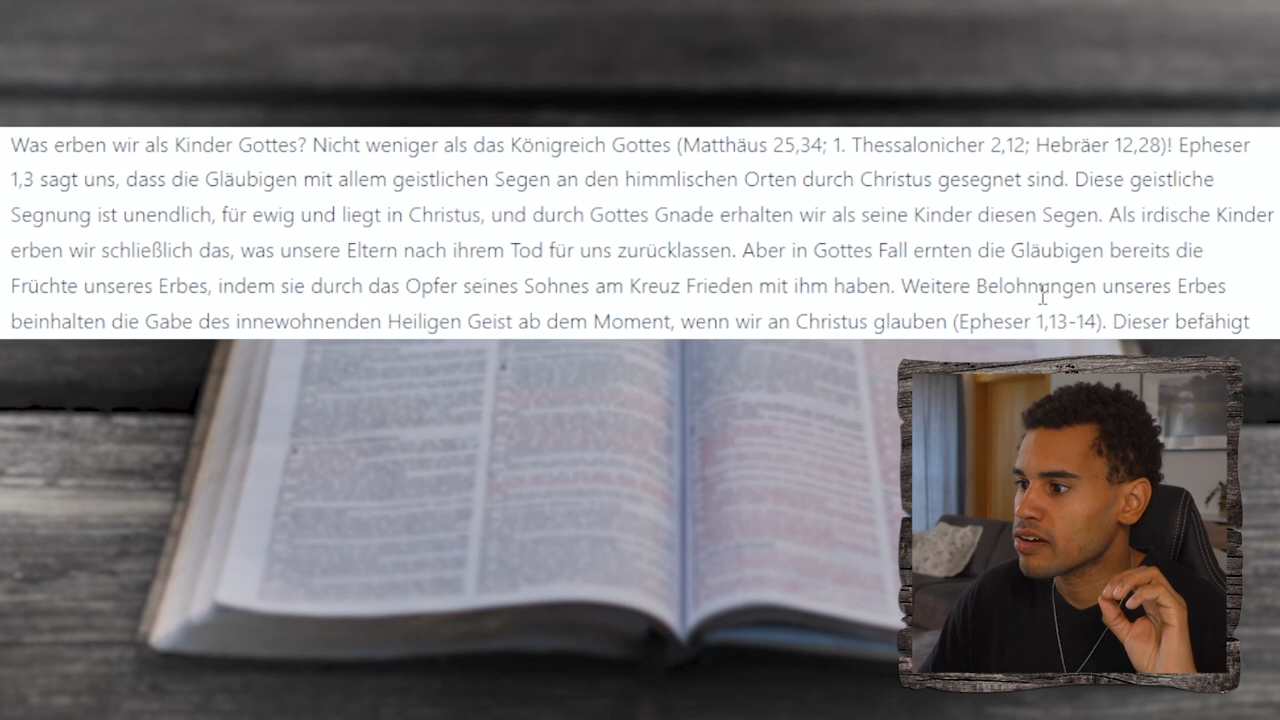 Was erben wir als Kinder Gottes? Nicht weniger als das Königreich Gottes (Matthäus 25,34; 1. Thessalonicher 2,12; Hebräer 12,28)! Epheser
1,3 sagt uns, dass die Gläubigen mit allem geistlichen Segen an den himmlischen Orten durch Christus gesegnet sind. Diese geistliche
Segnung ist unendlich, für ewig und liegt in Christus, und durch Gottes Gnade erhalten wir als seine Kinder diesen Segen. Als irdische Kinder
erben wir schließlich das, was unsere Eltern nach ihrem Tod für uns zurücklassen. Aber in Gottes Fall ernten die Gläubigen bereits die
Früchte unseres Erbes, indem sie durch das Opfer seines Sohnes am Kreuz Frieden mit ihm haben. Weitere Belohnungen unseres Erbes
beinhalten die Gabe des innewohnenden Heiligen Geist ab dem Moment, wenn wir an Christus glauben (Epheser 1,13-14). Dieser befähigt